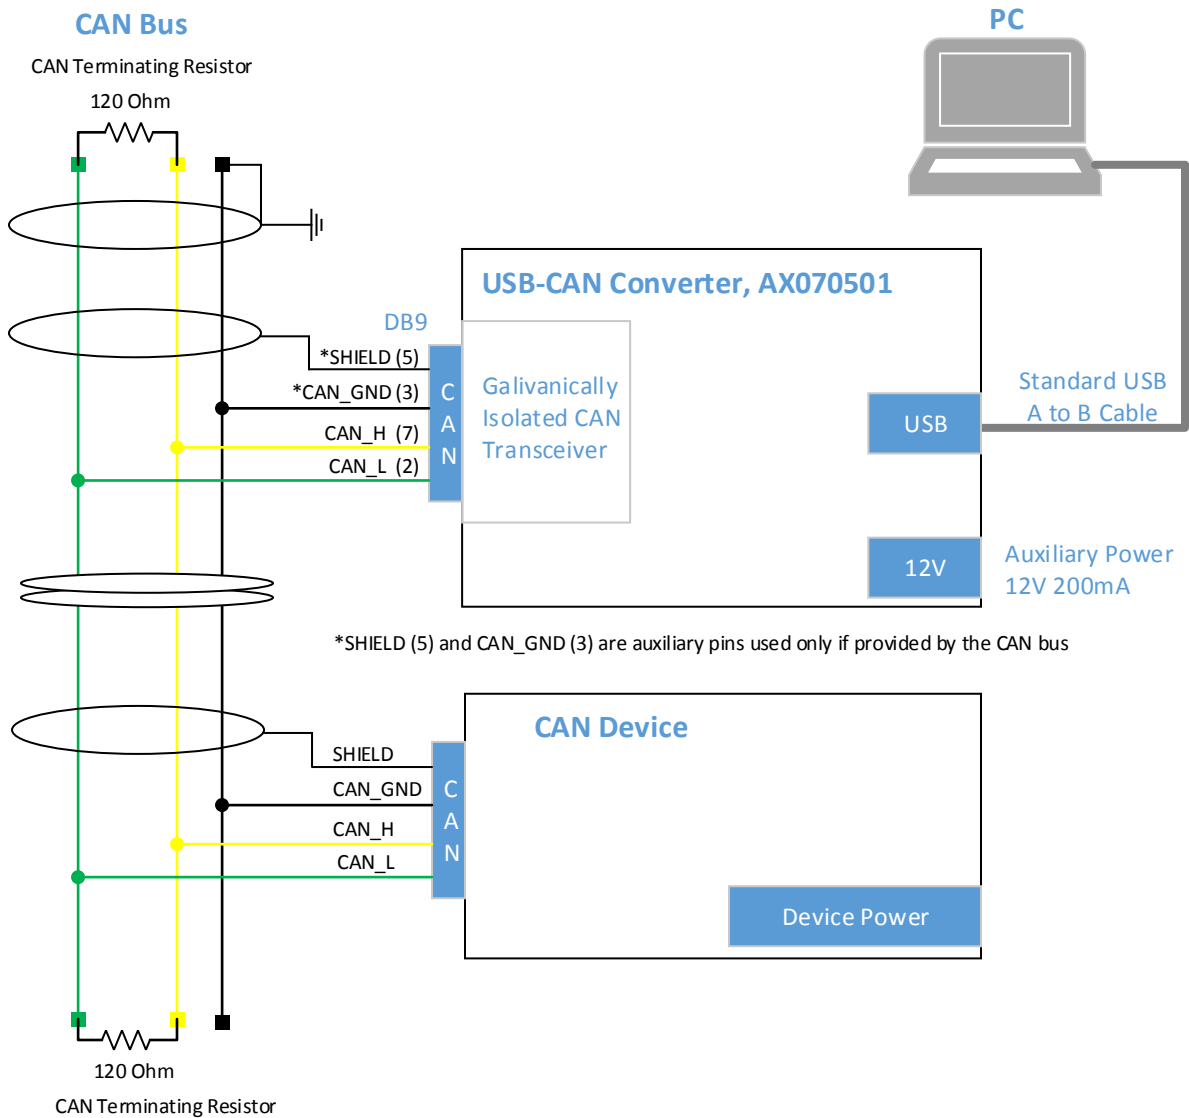 CAN Bus
CAN Terminating Resistor
120 Ohm
PC
USB-CAN Converter, AX070501
DB9
*SHIELD (5)
*CAN_GND (3)
CAN_H (7)
CAN_L (2)
C
A
N
Galivanically
Isolated CAN
Transceiver
USB
Standard USB
A to B Cable
12V
Auxiliary Power
12V 200mA
*SHIELD (5) and CAN_GND (3) are auxiliary pins used only if provided by the CAN bus
CAN Device
SHIELD
CAN_GND
CAN_H
CAN_L
C
A
N
Device Power
120 Ohm
CAN Terminating Resistor